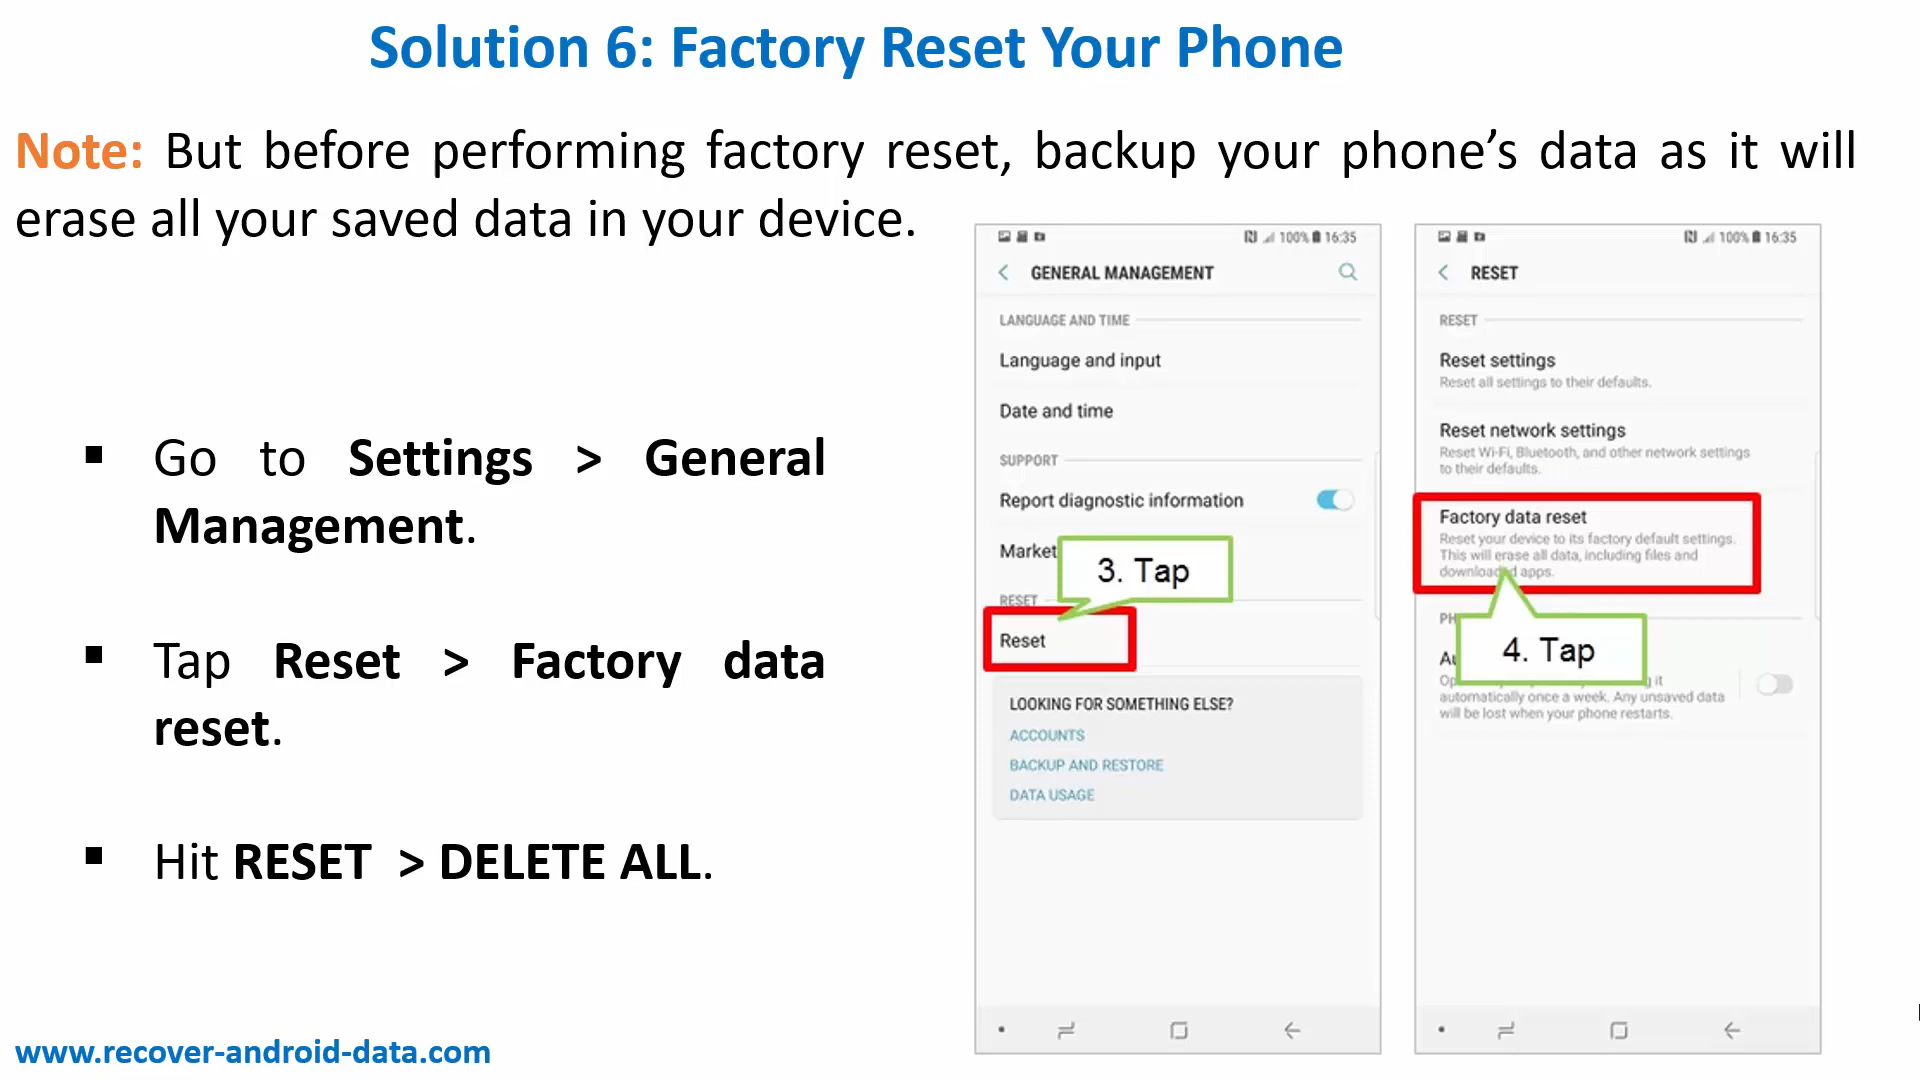 Solution 6: Factory Reset Your Phone
Note: But before performing factory reset, backup your phone’s data as it will
erase all your saved data in your device.
▪ Go to Settings > General
Management.
▪ Tap Reset > Factory data
reset.
▪ Hit RESET > DELETE ALL.
www.recover-android-data.com
100% 16:35
GENERAL MANAGEMENT
LANGUAGE AND TIME
Language and input
Date and time
SUPPORT
Report diagnostic information
Market
3. Tap
RESET
Reset
LOOKING FOR SOMETHING ELSE?
ACCOUNTS
BACKUP AND RESTORE
DATA USAGE
100% 16:35
RESET
RESET
Reset settings
Reset all settings to their defaults.
Reset network settings
Reset Wi-Fi, Bluetooth, and other network settings
to their defaults.
Factory data reset
Reset your device to its factory default settings.
This will erase all data, including files and
downloaded apps.
4. Tap
it
automatically once a week. Any unsaved data
will be lost when your phone restarts.